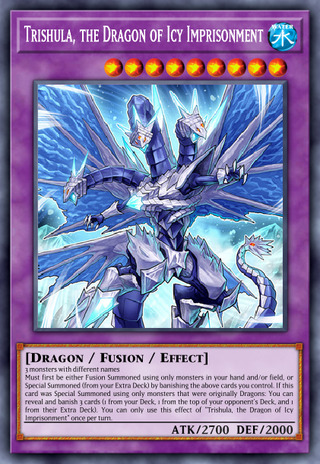 Trishula, the Dragon of Icy Imprisonment
WATER
水
[Dragon / Fusion / Effect]
3 monsters with different names
Must first be either Fusion Summoned using only monsters in your hand and/or field, or
Special Summoned (from your Extra Deck) by banishing the above cards you control. If this
card was Special Summoned using only monsters that were originally Dragons: You can
reveal and banish 3 cards (1 from your Deck, 1 from the top of your opponent's Deck, and 1
from their Extra Deck). You can only use this effect of "Trishula, the Dragon of Icy
Imprisonment" once per turn.
ATK/2700 DEF/2000